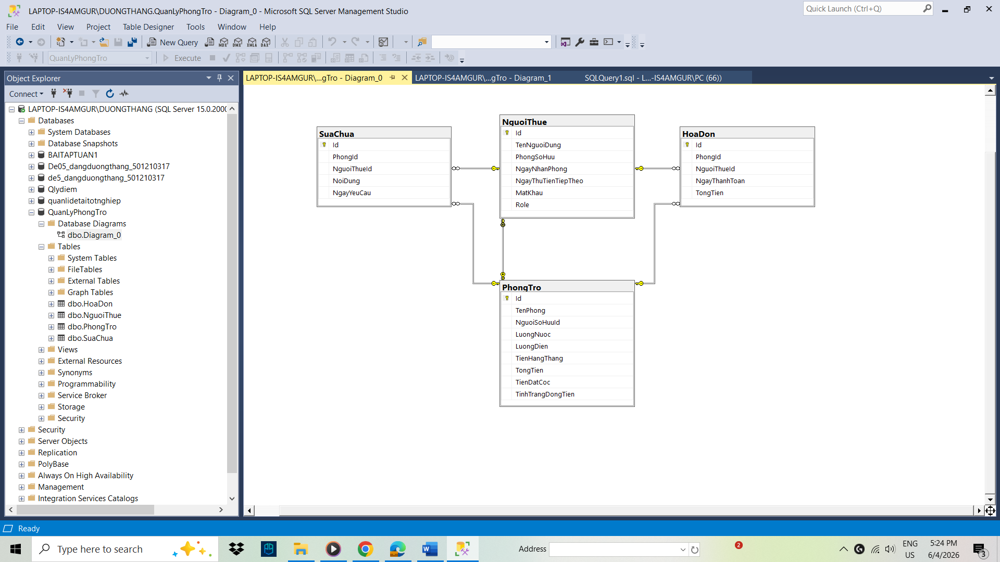 LAPTOP-IS4AMGUR\DUONGTHANG.QuanLyPhongTro - Diagram_0 - Microsoft SQL Server Management Studio
Quick Launch (Ctrl+Q)
File Edit View Project Table Designer Tools Window Help
New Query MDX DMX XMLA DAX
QuanLyPhongTro Execute
Object Explorer
Connect
LAPTOP-IS4AMGUR\DUONGTHANG (SQL Server 15.0.2000
Databases
System Databases
Database Snapshots
BAITAPTUAN1
De05_dangduongthang_501210317
de5_dangduongthang_501210317
Qlydiem
quanlidetaitotnghiep
QuanLyPhongTro
Database Diagrams
dbo.Diagram_0
Tables
System Tables
FileTables
External Tables
Graph Tables
dbo.HoaDon
dbo.NguoiThue
dbo.PhongTro
dbo.SuaChua
Views
External Resources
Synonyms
Programmability
Service Broker
Storage
Security
Security
Server Objects
Replication
PolyBase
Always On High Availability
Management
Integration Services Catalogs
LAPTOP-IS4AMGUR\...gTro - Diagram_0
LAPTOP-IS4AMGUR\...gTro - Diagram_1
SQLQuery1.sql - L...-IS4AMGUR\PC (66))
SuaChua
Id
PhongId
NguoiThueId
NoiDung
NgayYeuCau
NguoiThue
Id
TenNguoiDung
PhongSoHuu
NgayNhanPhong
NgayThuTienTiepTheo
MatKhau
Role
HoaDon
Id
PhongId
NguoiThueId
NgayThanhToan
TongTien
PhongTro
Id
TenPhong
NguoiSoHuuId
LuongNuoc
LuongDien
TienHangThang
TongTien
TienDatCoc
TinhTrangDongTien
Ready
Type here to search
Address
2
ENG
US
5:24 PM
6/4/2026
3